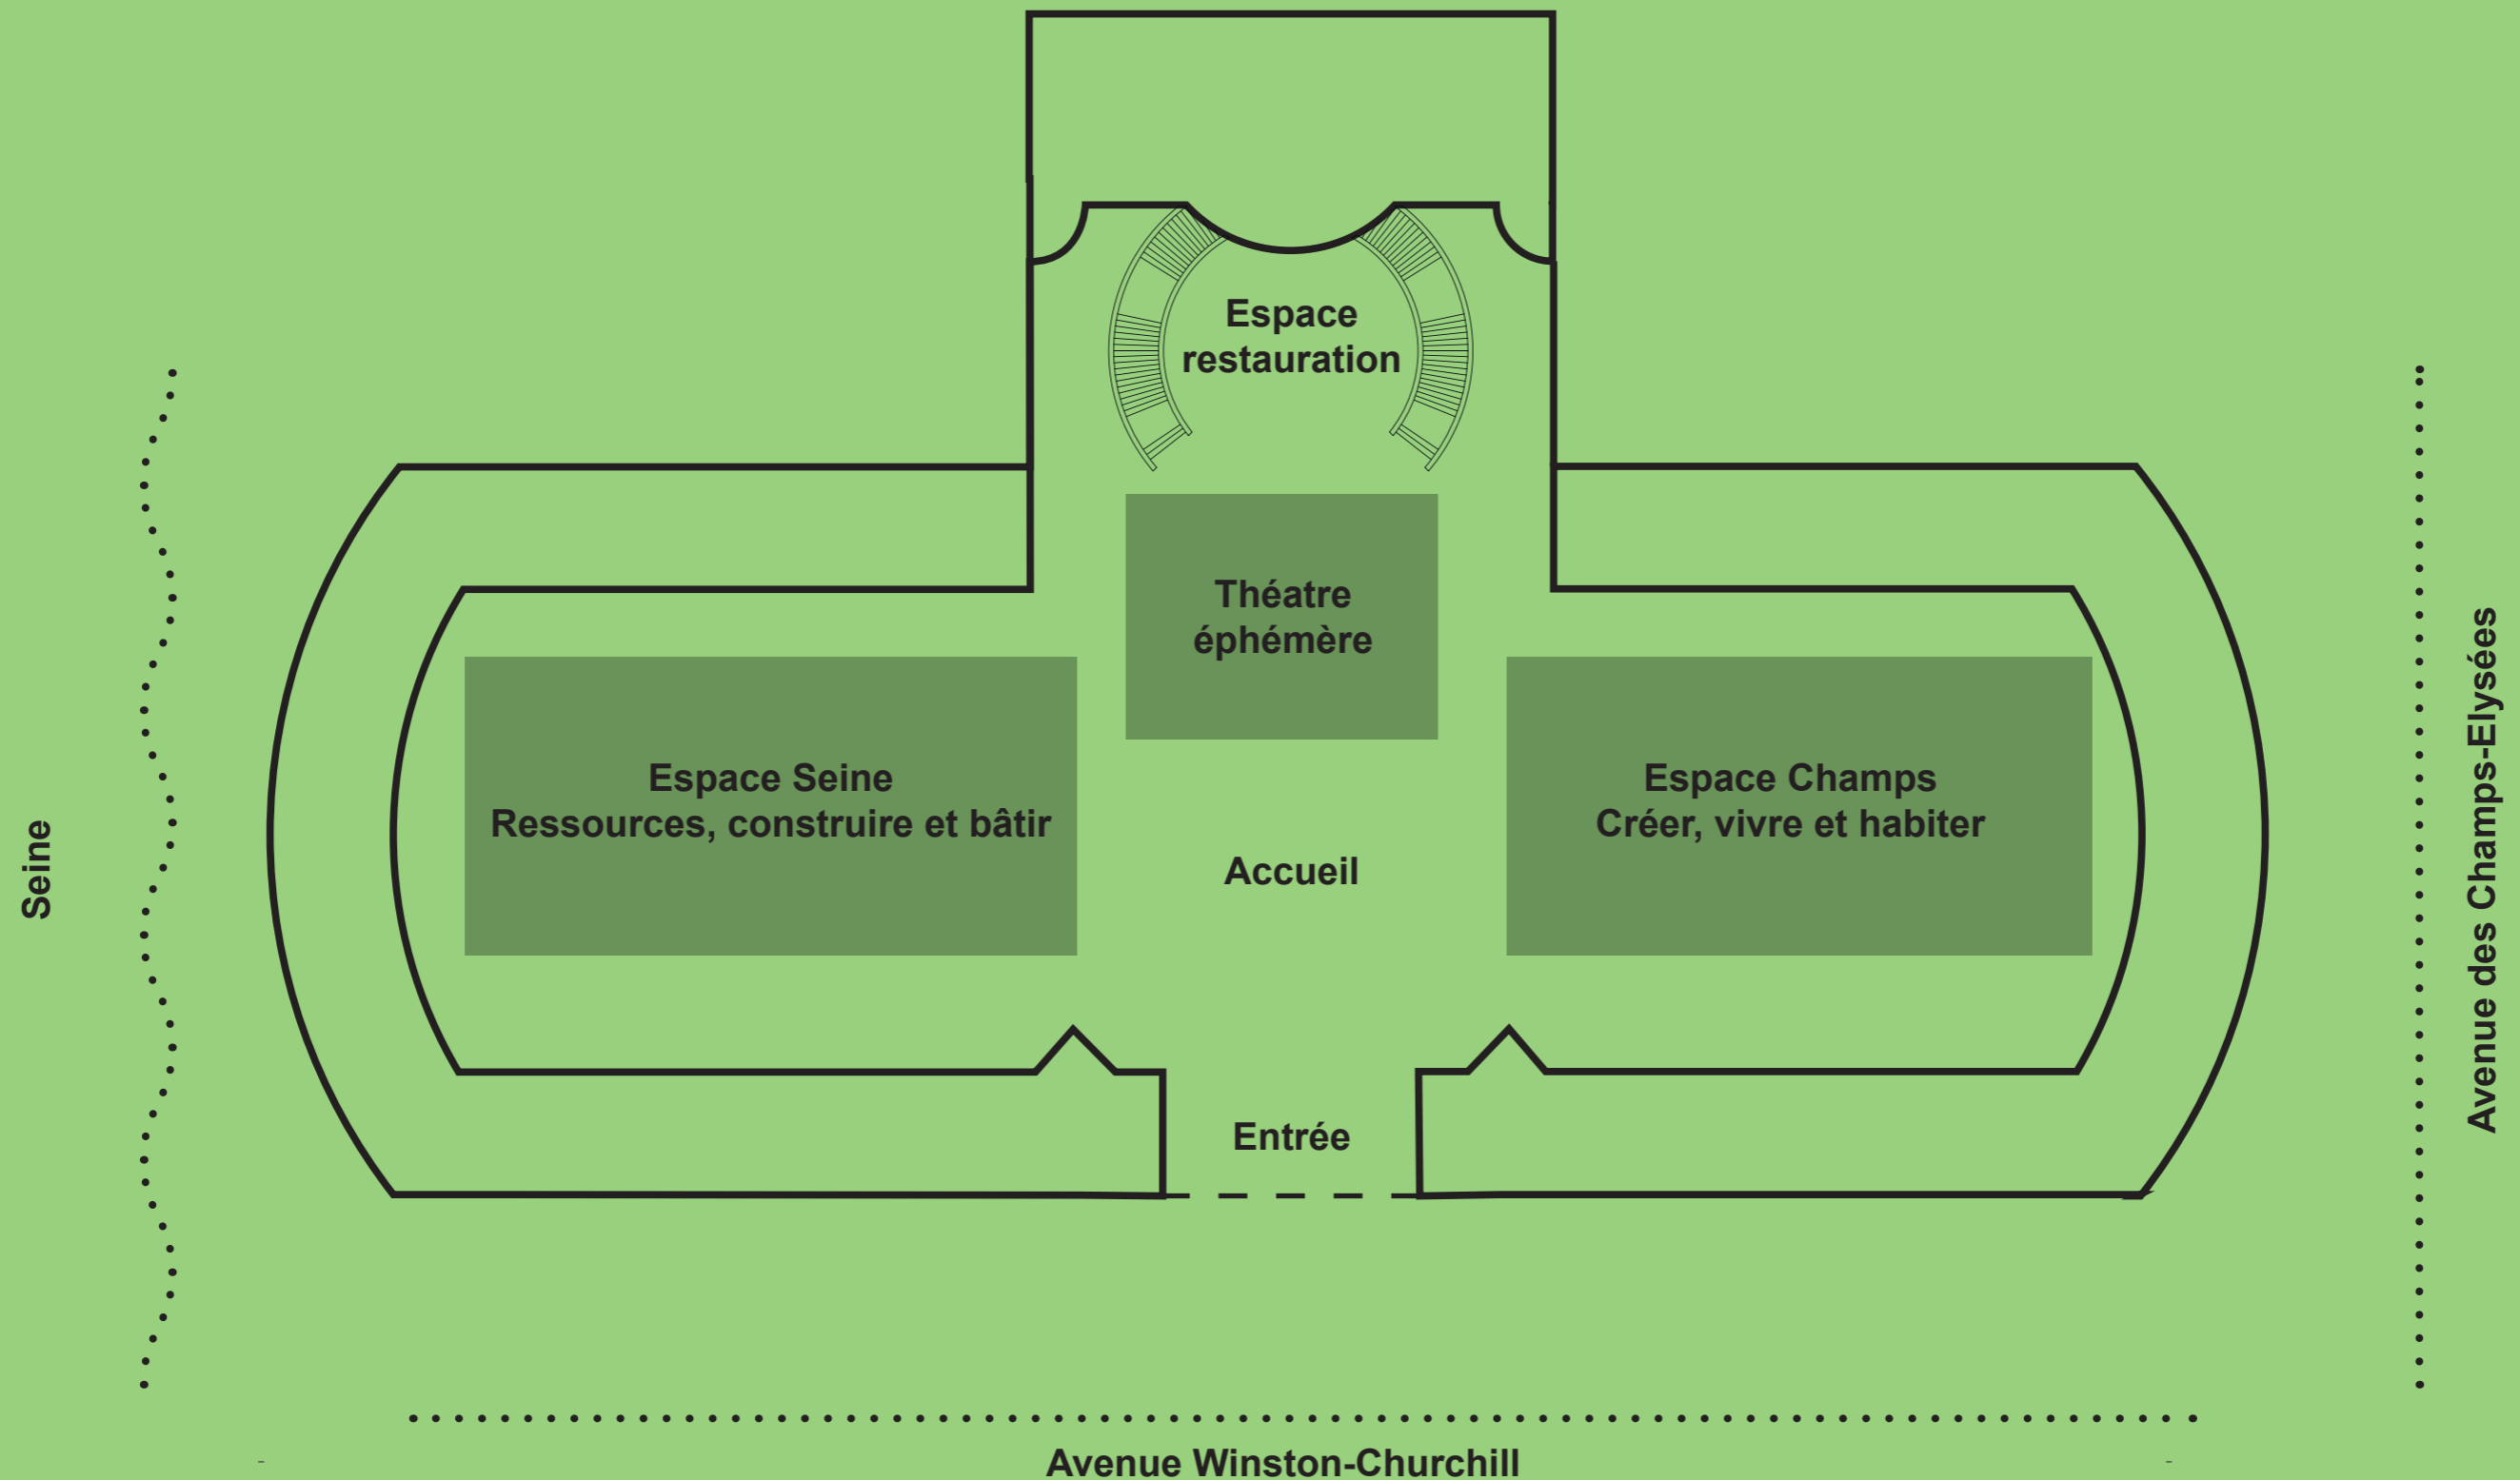 Espace
restauration
Théatre
éphémère
Espace Seine
Ressources, construire et bâtir
Espace Champs
Créer, vivre et habiter
Accueil
Entrée
Seine
Avenue des Champs-Elysées
Avenue Winston-Churchill